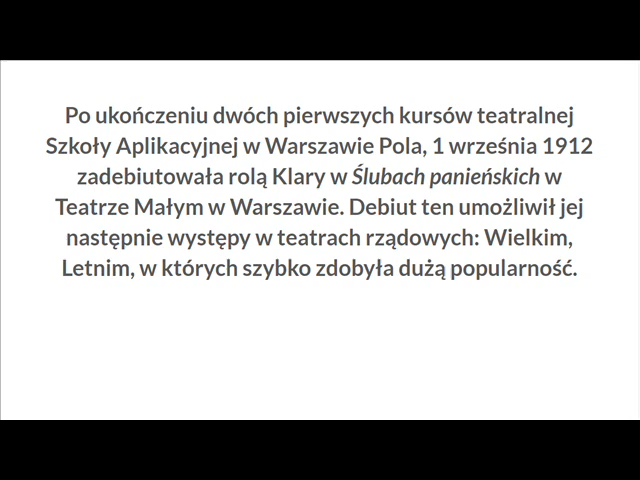 Po ukończeniu dwóch pierwszych kursów teatralnej
Szkoły Aplikacyjnej w Warszawie Pola, 1 września 1912
zadebiutowała rolą Klary w Ślubach panieńskich w
Teatrze Małym w Warszawie. Debiut ten umożliwił jej
następnie występy w teatrach rządowych: Wielkim,
Letnim, w których szybko zdobyła dużą popularność.